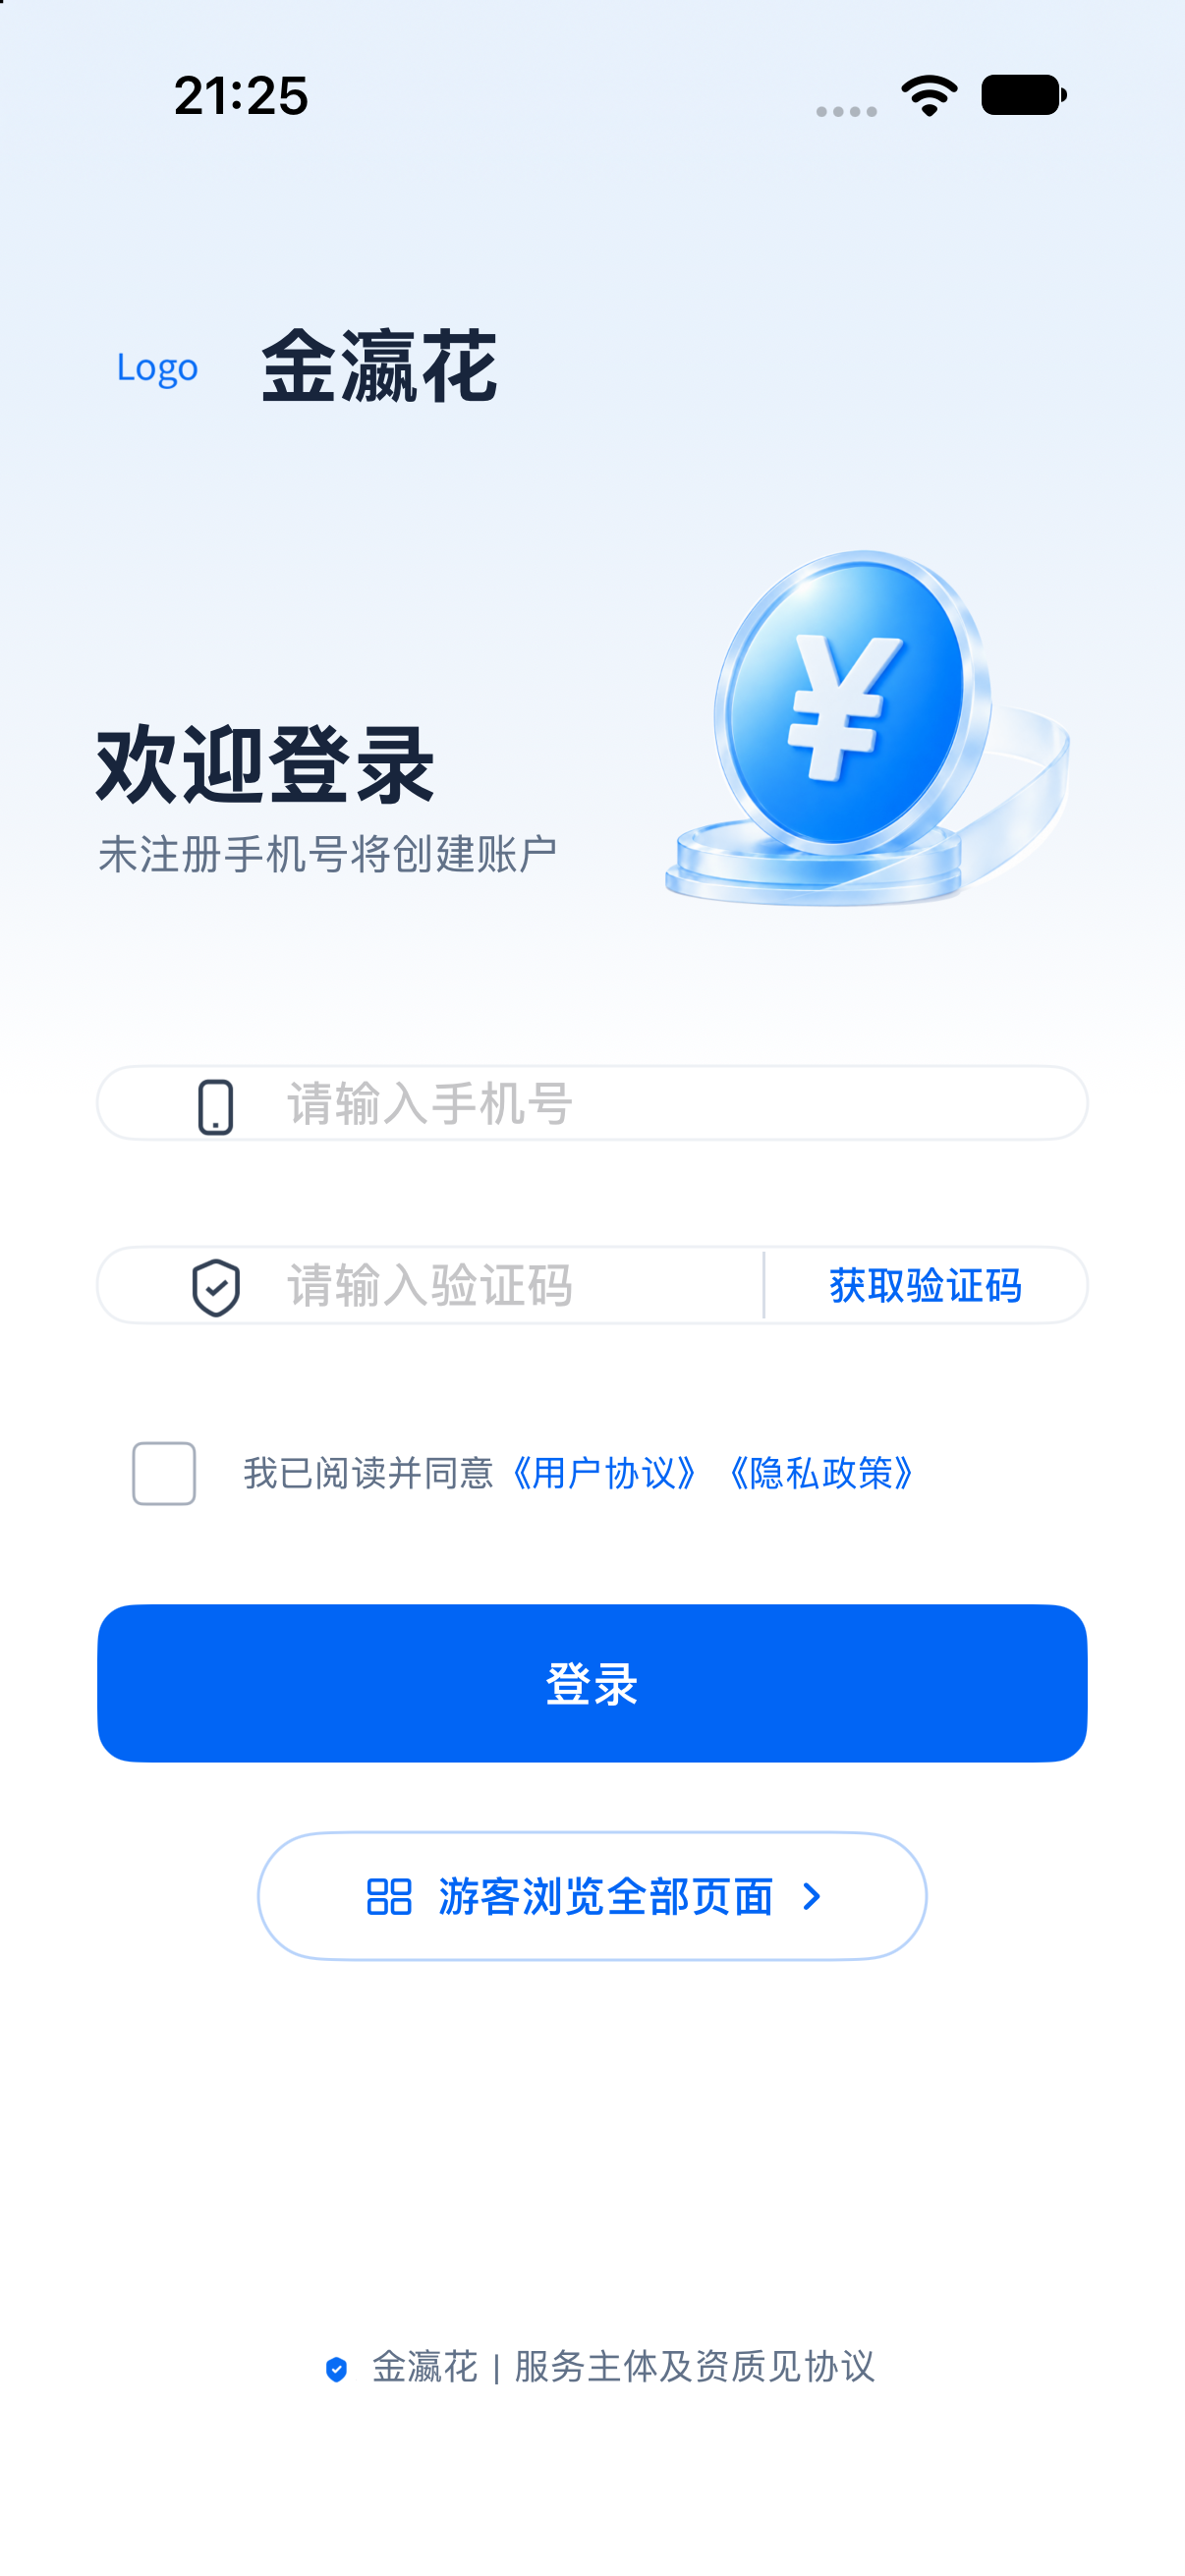 21:25
Logo 金瀛花
¥
欢迎登录
未注册手机号将创建账户
请输入手机号
请输入验证码 获取验证码
我已阅读并同意《用户协议》《隐私政策》
登录
游客浏览全部页面
金瀛花 | 服务主体及资质见协议